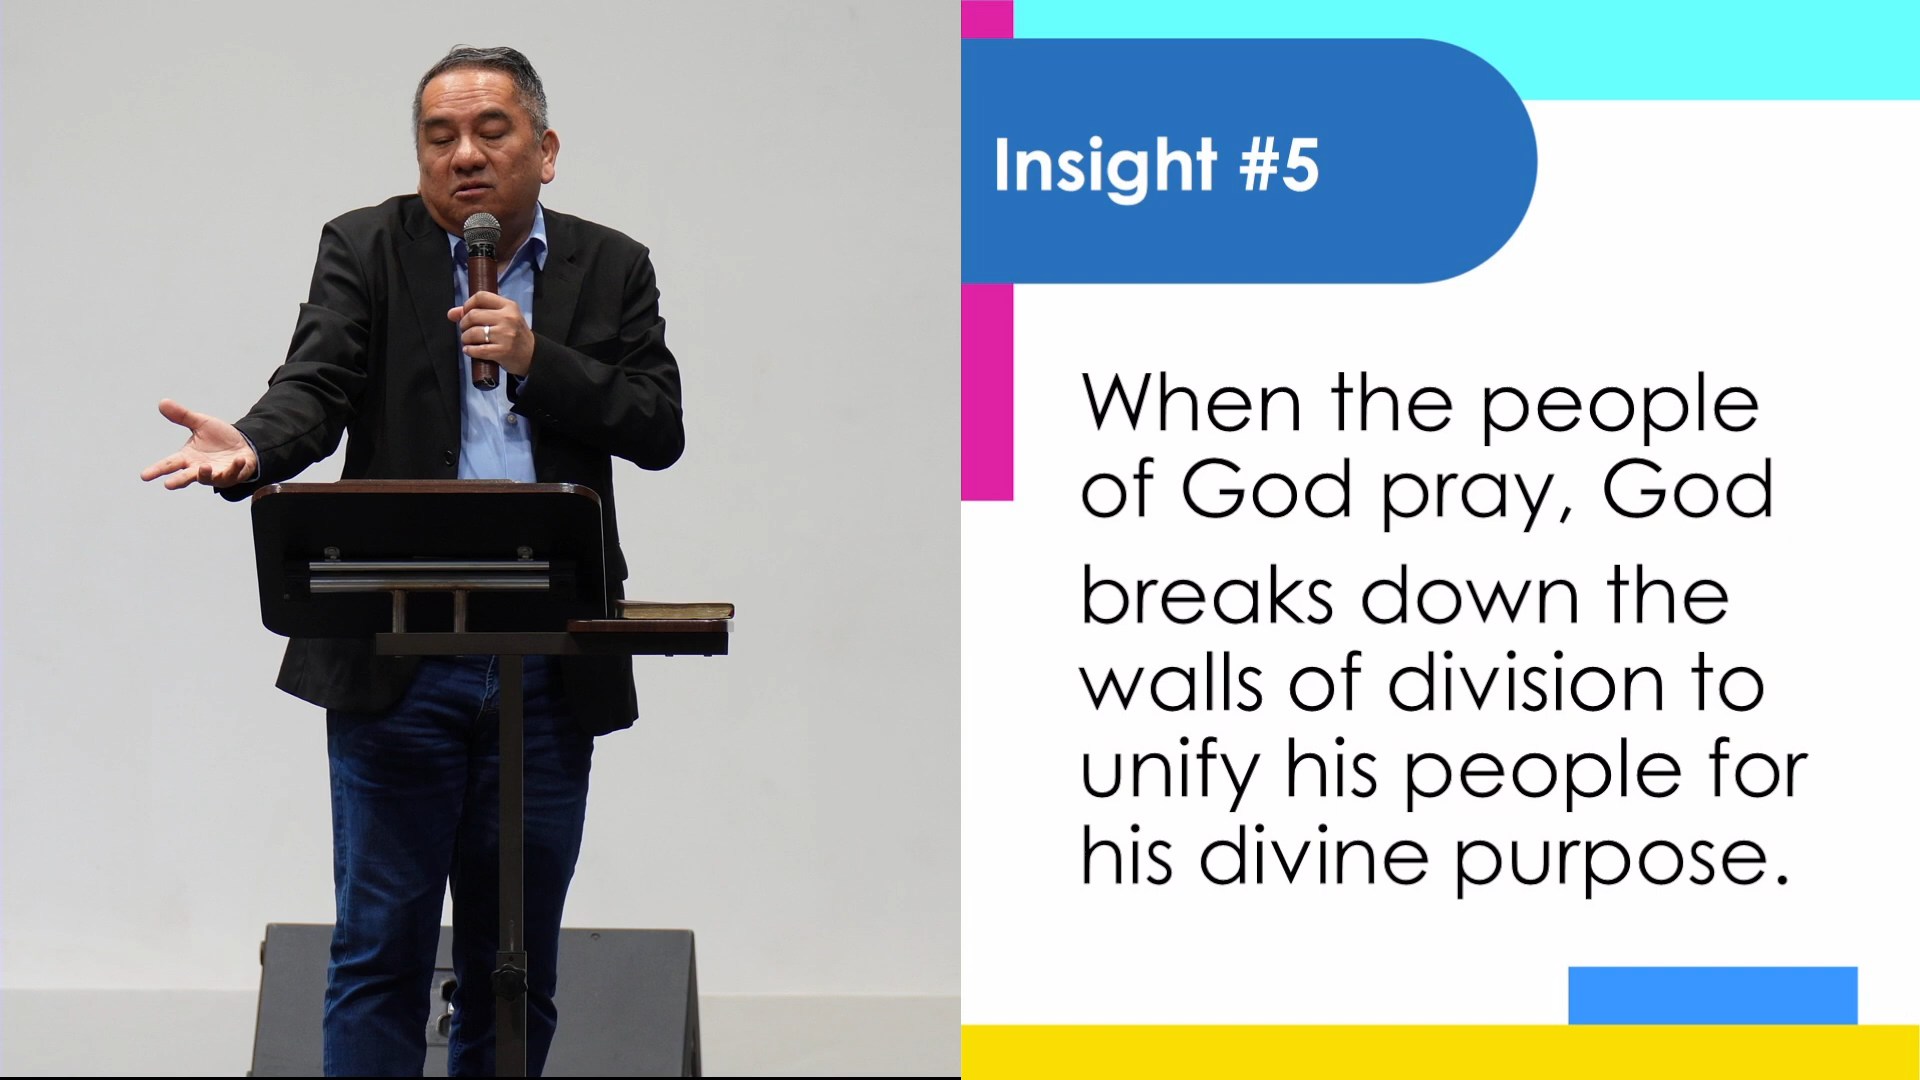 Insight #5
When the people
of God pray, God
breaks down the
walls of division to
unify his people for
his divine purpose.